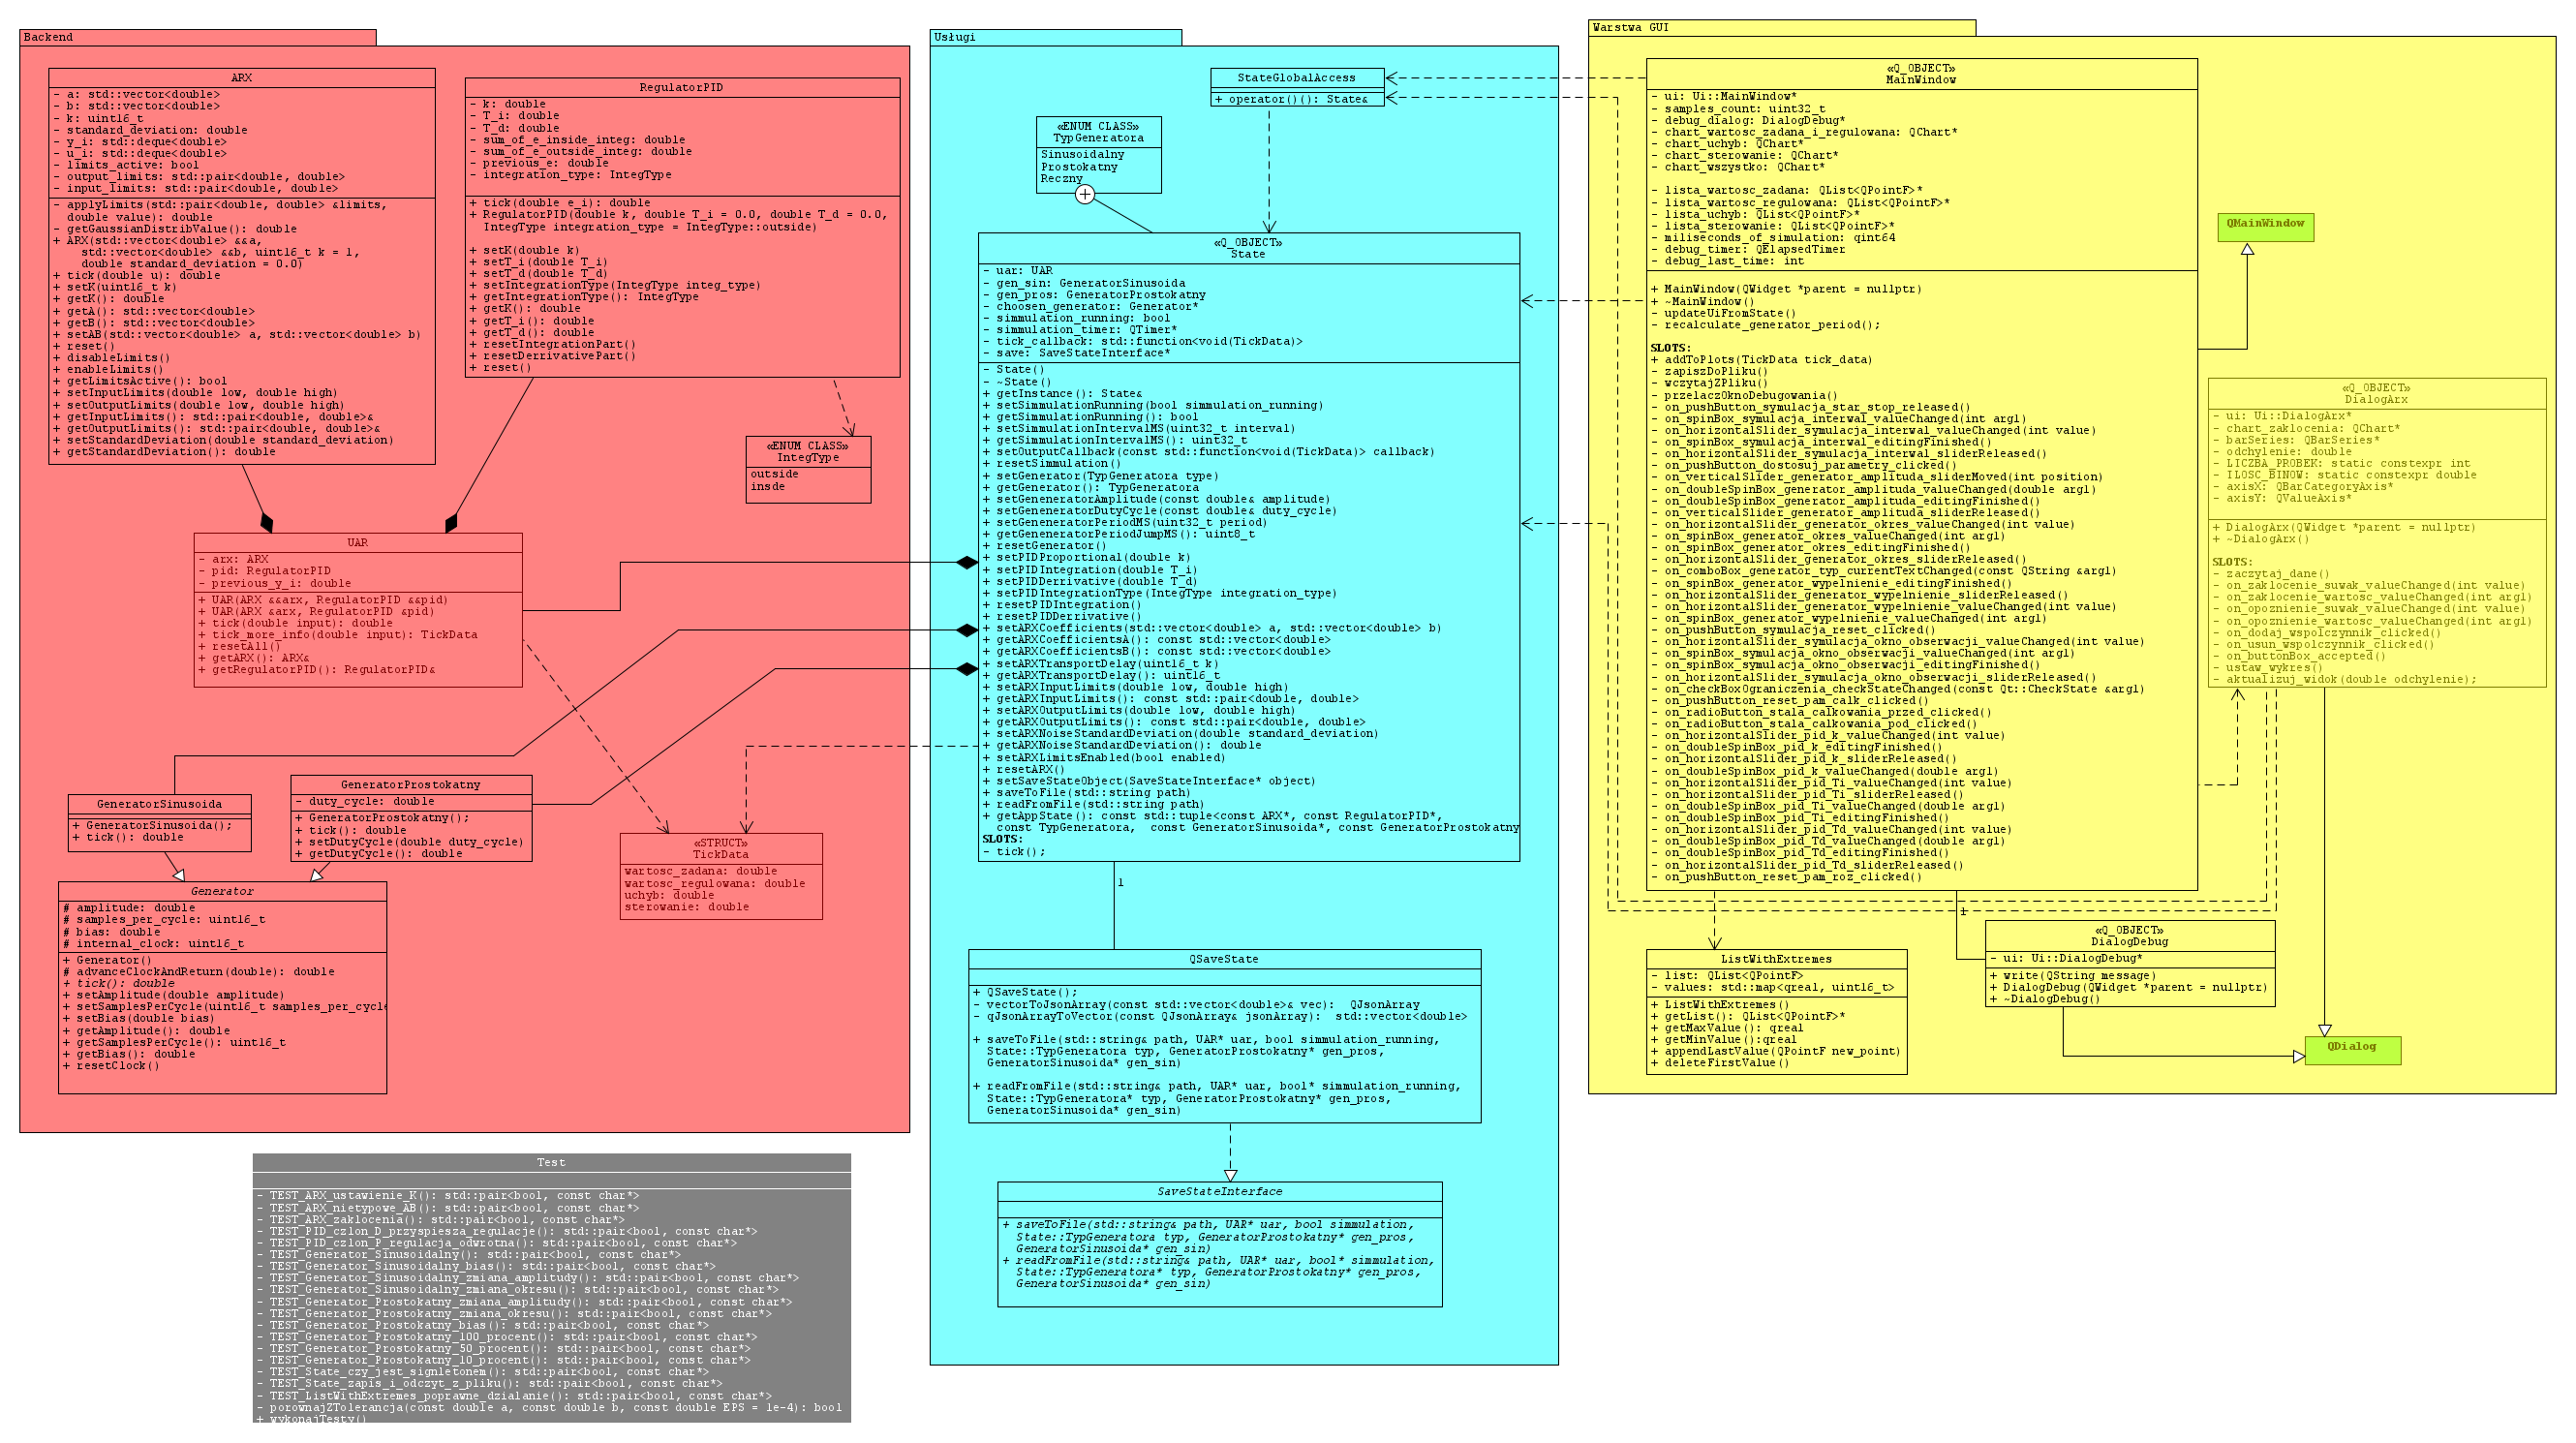 Backend
ARX
- a: std::vector<double>
- b: std::vector<double>
- k: uint16_t
- standard_deviation: double
- y_i: std::deque<double>
- u_i: std::deque<double>
- limits_active: bool
- output_limits: std::pair<double, double>
- input_limits: std::pair<double, double>
- applyLimits(std::pair<double, double> &limits,
double value): double
- getGaussianDistribValue(): double
+ ARX(std::vector<double> &&a,
std::vector<double> &&b, uint16_t k = 1,
double standard_deviation = 0.0)
+ tick(double u): double
+ setK(uint16_t k)
+ getK(): double
+ getA(): std::vector<double>
+ getB(): std::vector<double>
+ setAB(std::vector<double> a, std::vector<double> b)
+ reset()
+ disableLimits()
+ enableLimits()
+ getLimitsActive(): bool
+ setInputLimits(double low, double high)
+ setOutputLimits(double low, double high)
+ getInputLimits(): std::pair<double, double>&
+ getOutputLimits(): std::pair<double, double>&
+ setStandardDeviation(double standard_deviation)
+ getStandardDeviation(): double
RegulatorPID
- k: double
- T_i: double
- T_d: double
- sum_of_e_inside_integ: double
- sum_of_e_outside_integ: double
- previous_e: double
- integration_type: IntegType
+ tick(double e_i): double
+ RegulatorPID(double k, double T_i = 0.0, double T_d = 0.0,
IntegType integration_type = IntegType::outside)
+ setK(double k)
+ setT_i(double T_i)
+ setT_d(double T_d)
+ setIntegrationType(IntegType integ_type)
+ getIntegrationType(): IntegType
+ getK(): double
+ getT_i(): double
+ getT_d(): double
+ resetIntegrationPart()
+ resetDerrivativePart()
+ reset()
«ENUM CLASS»
IntegType
outside
insde
UAR
- arx: ARX
- pid: RegulatorPID
- previous_y_i: double
+ UAR(ARX &&arx, RegulatorPID &&pid)
+ UAR(ARX &arx, RegulatorPID &pid)
+ tick(double input): double
+ tick_more_info(double input): TickData
+ resetAll()
+ getARX(): ARX&
+ getRegulatorPID(): RegulatorPID&
GeneratorSinusoida
+ GeneratorSinusoida();
+ tick(): double
GeneratorProstokatny
- duty_cycle: double
+ GeneratorProstokatny();
+ tick(): double
+ setDutyCycle(double duty_cycle)
+ getDutyCycle(): double
«STRUCT»
TickData
wartosc_zadana: double
wartosc_regulowana: double
uchyb: double
sterowanie: double
Generator
# amplitude: double
# samples_per_cycle: uint16_t
# bias: double
# internal_clock: uint16_t
+ Generator()
# advanceClockAndReturn(double): double
+ tick(): double
+ setAmplitude(double amplitude)
+ setSamplesPerCycle(uint16_t samples_per_cycle
+ setBias(double bias)
+ getAmplitude(): double
+ getSamplesPerCycle(): uint16_t
+ getBias(): double
+ resetClock()
Test
- TEST_ARX_ustawienie_K(): std::pair<bool, const char*>
- TEST_ARX_nietypowe_AB(): std::pair<bool, const char*>
- TEST_ARX_zaklocenia(): std::pair<bool, const char*>
- TEST_PID_czlon_D_przyspiesza_regulacje(): std::pair<bool, const char*>
- TEST_PID_czlon_P_regulacja_odwrotna(): std::pair<bool, const char*>
- TEST_Generator_Sinusoidalny(): std::pair<bool, const char*>
- TEST_Generator_Sinusoidalny_bias(): std::pair<bool, const char*>
- TEST_Generator_Sinusoidalny_zmiana_amplitudy(): std::pair<bool, const char*>
- TEST_Generator_Sinusoidalny_zmiana_okresu(): std::pair<bool, const char*>
- TEST_Generator_Prostokatny_zmiana_amplitudy(): std::pair<bool, const char*>
- TEST_Generator_Prostokatny_zmiana_okresu(): std::pair<bool, const char*>
- TEST_Generator_Prostokatny_bias(): std::pair<bool, const char*>
- TEST_Generator_Prostokatny_100_procent(): std::pair<bool, const char*>
- TEST_Generator_Prostokatny_50_procent(): std::pair<bool, const char*>
- TEST_Generator_Prostokatny_10_procent(): std::pair<bool, const char*>
- TEST_State_czy_jest_signletonem(): std::pair<bool, const char*>
- TEST_State_zapis_i_odczyt_z_pliku(): std::pair<bool, const char*>
- TEST_ListWithExtremes_poprawne_dzialanie(): std::pair<bool, const char*>
- porownajZTolerancja(const double a, const double b, const double EPS = 1e-4): bool
+ wykonajTesty()
Usługi
StateGlobalAccess
+ operator()(): State&
«ENUM CLASS»
TypGeneratora
Sinusoidalny
Prostokatny
Reczny
«Q_OBJECT»
State
- uar: UAR
- gen_sin: GeneratorSinusoida
- gen_pros: GeneratorProstokatny
- choosen_generator: Generator*
- simmulation_running: bool
- simmulation_timer: QTimer*
- tick_callback: std::function<void(TickData)>
- save: SaveStateInterface*
- State()
- ~State()
+ getInstance(): State&
+ setSimmulationRunning(bool simmulation_running)
+ getSimmulationRunning(): bool
+ setSimmulationIntervalMS(uint32_t interval)
+ getSimmulationIntervalMS(): uint32_t
+ setOutputCallback(const std::function<void(TickData)> callback)
+ resetSimmulation()
+ setGenerator(TypGeneratora type)
+ getGenerator(): TypGeneratora
+ setGeneneratorAmplitude(const double& amplitude)
+ setGeneneratorDutyCycle(const double& duty_cycle)
+ setGeneneratorPeriodMS(uint32_t period)
+ getGeneneratorPeriodJumpMS(): uint8_t
+ resetGenerator()
+ setPIDProportional(double k)
+ setPIDIntegration(double T_i)
+ setPIDDerrivative(double T_d)
+ setPIDIntegrationType(IntegType integration_type)
+ resetPIDIntegration()
+ resetPIDDerrivative()
+ setARXCoefficients(std::vector<double> a, std::vector<double> b)
+ getARXCoefficientsA(): const std::vector<double>
+ getARXCoefficientsB(): const std::vector<double>
+ setARXTransportDelay(uint16_t k)
+ getARXTransportDelay(): uint16_t
+ setARXInputLimits(double low, double high)
+ getARXInputLimits(): const std::pair<double, double>
+ setARXOutputLimits(double low, double high)
+ getARXOutputLimits(): const std::pair<double, double>
+ setARXNoiseStandardDeviation(double standard_deviation)
+ getARXNoiseStandardDeviation(): double
+ setARXLimitsEnabled(bool enabled)
+ resetARX()
+ setSaveStateObject(SaveStateInterface* object)
+ saveToFile(std::string path)
+ readFromFile(std::string path)
+ getAppState(): const std::tuple<const ARX*, const RegulatorPID*,
const TypGeneratora, const GeneratorSinusoida*, const GeneratorProstokatny
SLOTS:
- tick();
1
QSaveState
+ QSaveState();
- vectorToJsonArray(const std::vector<double>& vec): QJsonArray
- qJsonArrayToVector(const QJsonArray& jsonArray): std::vector<double>
+ saveToFile(std::string& path, UAR* uar, bool simmulation_running,
State::TypGeneratora typ, GeneratorProstokatny* gen_pros,
GeneratorSinusoida* gen_sin)
+ readFromFile(std::string& path, UAR* uar, bool* simmulation_running,
State::TypGeneratora* typ, GeneratorProstokatny* gen_pros,
GeneratorSinusoida* gen_sin)
SaveStateInterface
+ saveToFile(std::string& path, UAR* uar, bool simmulation,
State::TypGeneratora typ, GeneratorProstokatny* gen_pros,
GeneratorSinusoida* gen_sin)
+ readFromFile(std::string& path, UAR* uar, bool* simmulation,
State::TypGeneratora* typ, GeneratorProstokatny* gen_pros,
GeneratorSinusoida* gen_sin)
Warstwa GUI
«Q_OBJECT»
MainWindow
- ui: Ui::MainWindow*
- samples_count: uint32_t
- debug_dialog: DialogDebug*
- chart_wartosc_zadana_i_regulowana: QChart*
- chart_uchyb: QChart*
- chart_sterowanie: QChart*
- chart_wszystko: QChart*
- lista_wartosc_zadana: QList<QPointF>*
- lista_wartosc_regulowana: QList<QPointF>*
- lista_uchyb: QList<QPointF>*
- lista_sterowanie: QList<QPointF>*
- miliseconds_of_simulation: qint64
- debug_timer: QElapsedTimer
- debug_last_time: int
+ MainWindow(QWidget *parent = nullptr)
+ ~MainWindow()
- updateUiFromState()
- recalculate_generator_period();
SLOTS:
+ addToPlots(TickData tick_data)
- zapiszDoPliku()
- wczytajZPliku()
- przelaczOknoDebugowania()
- on_pushButton_symulacja_star_stop_released()
- on_spinBox_symulacja_interwal_valueChanged(int arg1)
- on_horizontalSlider_symulacja_interwal_valueChanged(int value)
- on_spinBox_symulacja_interwal_editingFinished()
- on_horizontalSlider_symulacja_interwal_sliderReleased()
- on_pushButton_dostosuj_parametry_clicked()
- on_verticalSlider_generator_amplituda_sliderMoved(int position)
- on_doubleSpinBox_generator_amplituda_valueChanged(double arg1)
- on_doubleSpinBox_generator_amplituda_editingFinished()
- on_verticalSlider_generator_amplituda_sliderReleased()
- on_horizontalSlider_generator_okres_valueChanged(int value)
- on_spinBox_generator_okres_valueChanged(int arg1)
- on_spinBox_generator_okres_editingFinished()
- on_horizontalSlider_generator_okres_sliderReleased()
- on_comboBox_generator_typ_currentTextChanged(const QString &arg1)
- on_spinBox_generator_wypelnienie_editingFinished()
- on_horizontalSlider_generator_wypelnienie_sliderReleased()
- on_horizontalSlider_generator_wypelnienie_valueChanged(int value)
- on_spinBox_generator_wypelnienie_valueChanged(int arg1)
- on_pushButton_symulacja_reset_clicked()
- on_horizontalSlider_symulacja_okno_obserwacji_valueChanged(int value)
- on_spinBox_symulacja_okno_obserwacji_valueChanged(int arg1)
- on_spinBox_symulacja_okno_obserwacji_editingFinished()
- on_horizontalSlider_symulacja_okno_obserwacji_sliderReleased()
- on_checkBoxOgraniczenia_checkStateChanged(const Qt::CheckState &arg1)
- on_pushButton_reset_pam_calk_clicked()
- on_radioButton_stala_calkowania_przed_clicked()
- on_radioButton_stala_calkowania_pod_clicked()
- on_horizontalSlider_pid_k_valueChanged(int value)
- on_doubleSpinBox_pid_k_editingFinished()
- on_horizontalSlider_pid_k_sliderReleased()
- on_doubleSpinBox_pid_k_valueChanged(double arg1)
- on_horizontalSlider_pid_Ti_valueChanged(int value)
- on_horizontalSlider_pid_Ti_sliderReleased()
- on_doubleSpinBox_pid_Ti_valueChanged(double arg1)
- on_doubleSpinBox_pid_Ti_editingFinished()
- on_horizontalSlider_pid_Td_valueChanged(int value)
- on_doubleSpinBox_pid_Td_valueChanged(double arg1)
- on_doubleSpinBox_pid_Td_editingFinished()
- on_horizontalSlider_pid_Td_sliderReleased()
- on_pushButton_reset_pam_roz_clicked()
QMainWindow
«Q_OBJECT»
DialogArx
- ui: Ui::DialogArx*
- chart_zaklocenia: QChart*
- barSeries: QBarSeries*
- odchylenie: double
- LICZBA_PROBEK: static constexpr int
- ILOSC_BINOW: static constexpr double
- axisX: QBarCategoryAxis*
- axisY: QValueAxis*
+ DialogArx(QWidget *parent = nullptr)
+ ~DialogArx()
SLOTS:
- zaczytaj_dane()
- on_zaklocenie_suwak_valueChanged(int value)
- on_zaklocenie_wartosc_valueChanged(int arg1)
- on_opoznienie_suwak_valueChanged(int value)
- on_opoznienie_wartosc_valueChanged(int arg1)
- on_dodaj_wspolczynnik_clicked()
- on_usun_wspolczynnik_clicked()
- on_buttonBox_accepted()
- ustaw_wykres()
- aktualizuj_widok(double odchylenie);
1
ListWithExtremes
- list: QList<QPointF>
- values: std::map<qreal, uint16_t>
+ ListWithExtremes()
+ getList(): QList<QPointF>*
+ getMaxValue(): qreal
+ getMinValue():qreal
+ appendLastValue(QPointF new_point)
+ deleteFirstValue()
«Q_OBJECT»
DialogDebug
- ui: Ui::DialogDebug*
+ write(QString message)
+ DialogDebug(QWidget *parent = nullptr)
+ ~DialogDebug()
QDialog